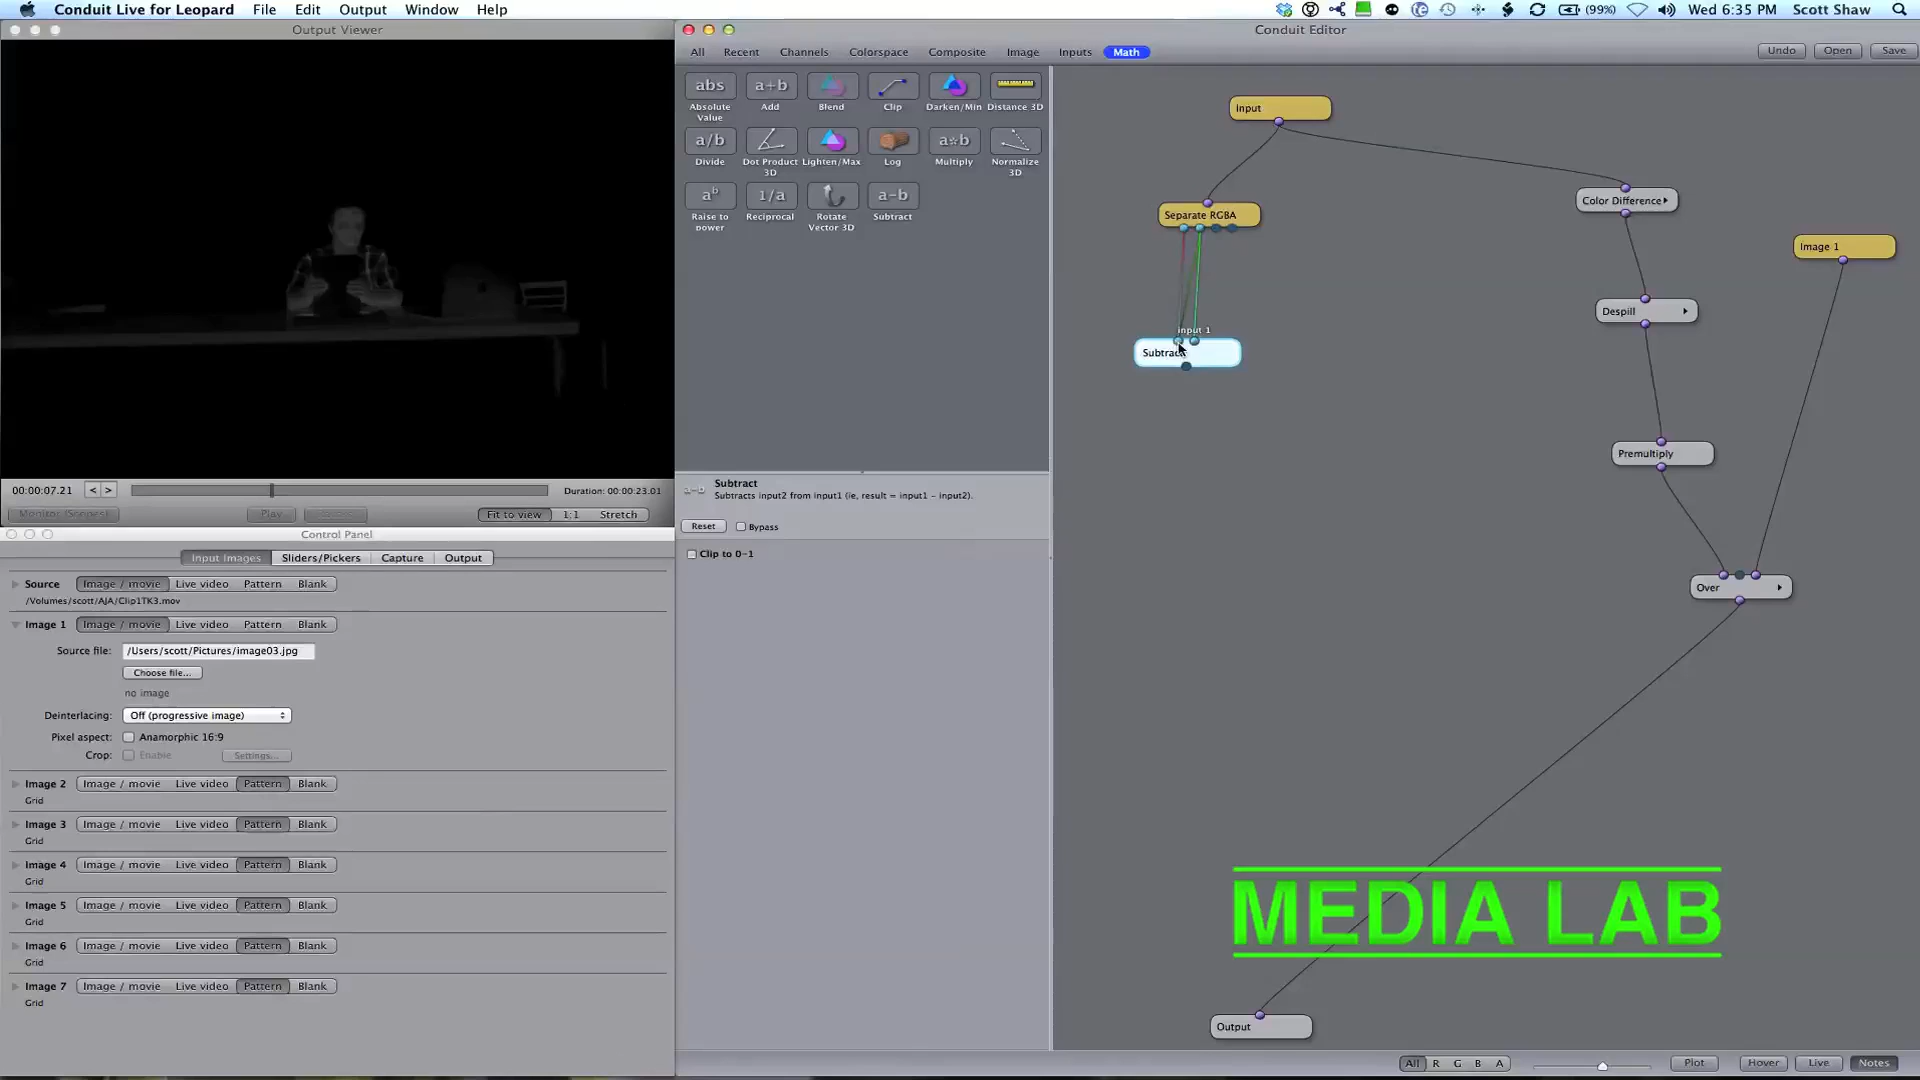 Conduit Live for Leopard File Edit Output Window Help
(99%) Wed 6:35 PM Scott Shaw
Output Viewer
00:00:07.21 < > Duration: 00:00:23.01
Monitor (Scopes) Play Fit to view 1:1 Stretch
Control Panel
Input Images Sliders/Pickers Capture Output
Source Image / movie Live video Pattern Blank
/Volumes/scott/AJA/Clip1TK3.mov
Image 1 Image / movie Live video Pattern Blank
Source file: /Users/scott/Pictures/image03.jpg
Choose file...
no image
Deinterlacing: Off (progressive image)
Pixel aspect: Anamorphic 16:9
Crop: Enable Settings...
Image 2 Image / movie Live video Pattern Blank
Grid
Image 3 Image / movie Live video Pattern Blank
Grid
Image 4 Image / movie Live video Pattern Blank
Grid
Image 5 Image / movie Live video Pattern Blank
Grid
Image 6 Image / movie Live video Pattern Blank
Grid
Image 7 Image / movie Live video Pattern Blank
Grid
Conduit Editor
All Recent Channels Colorspace Composite Image Inputs Math
Undo Open Save
abs a+b
Absolute Value Add Blend Clip Darken/Min Distance 3D
a/b a☆b
Divide Dot Product 3D Lighten/Max Log Multiply Normalize 3D
ab 1/a a-b
Raise to power Reciprocal Rotate Vector 3D Subtract
a-b Subtract
Subtracts input2 from input1 (ie, result = input1 - input2).
Reset Bypass
Clip to 0-1
Input
Separate RGBA
input 1
Subtract
Color Difference
Image 1
Despill
Premultiply
Over
MEDIA LAB
Output
All R G B A Plot Hover Live Notes